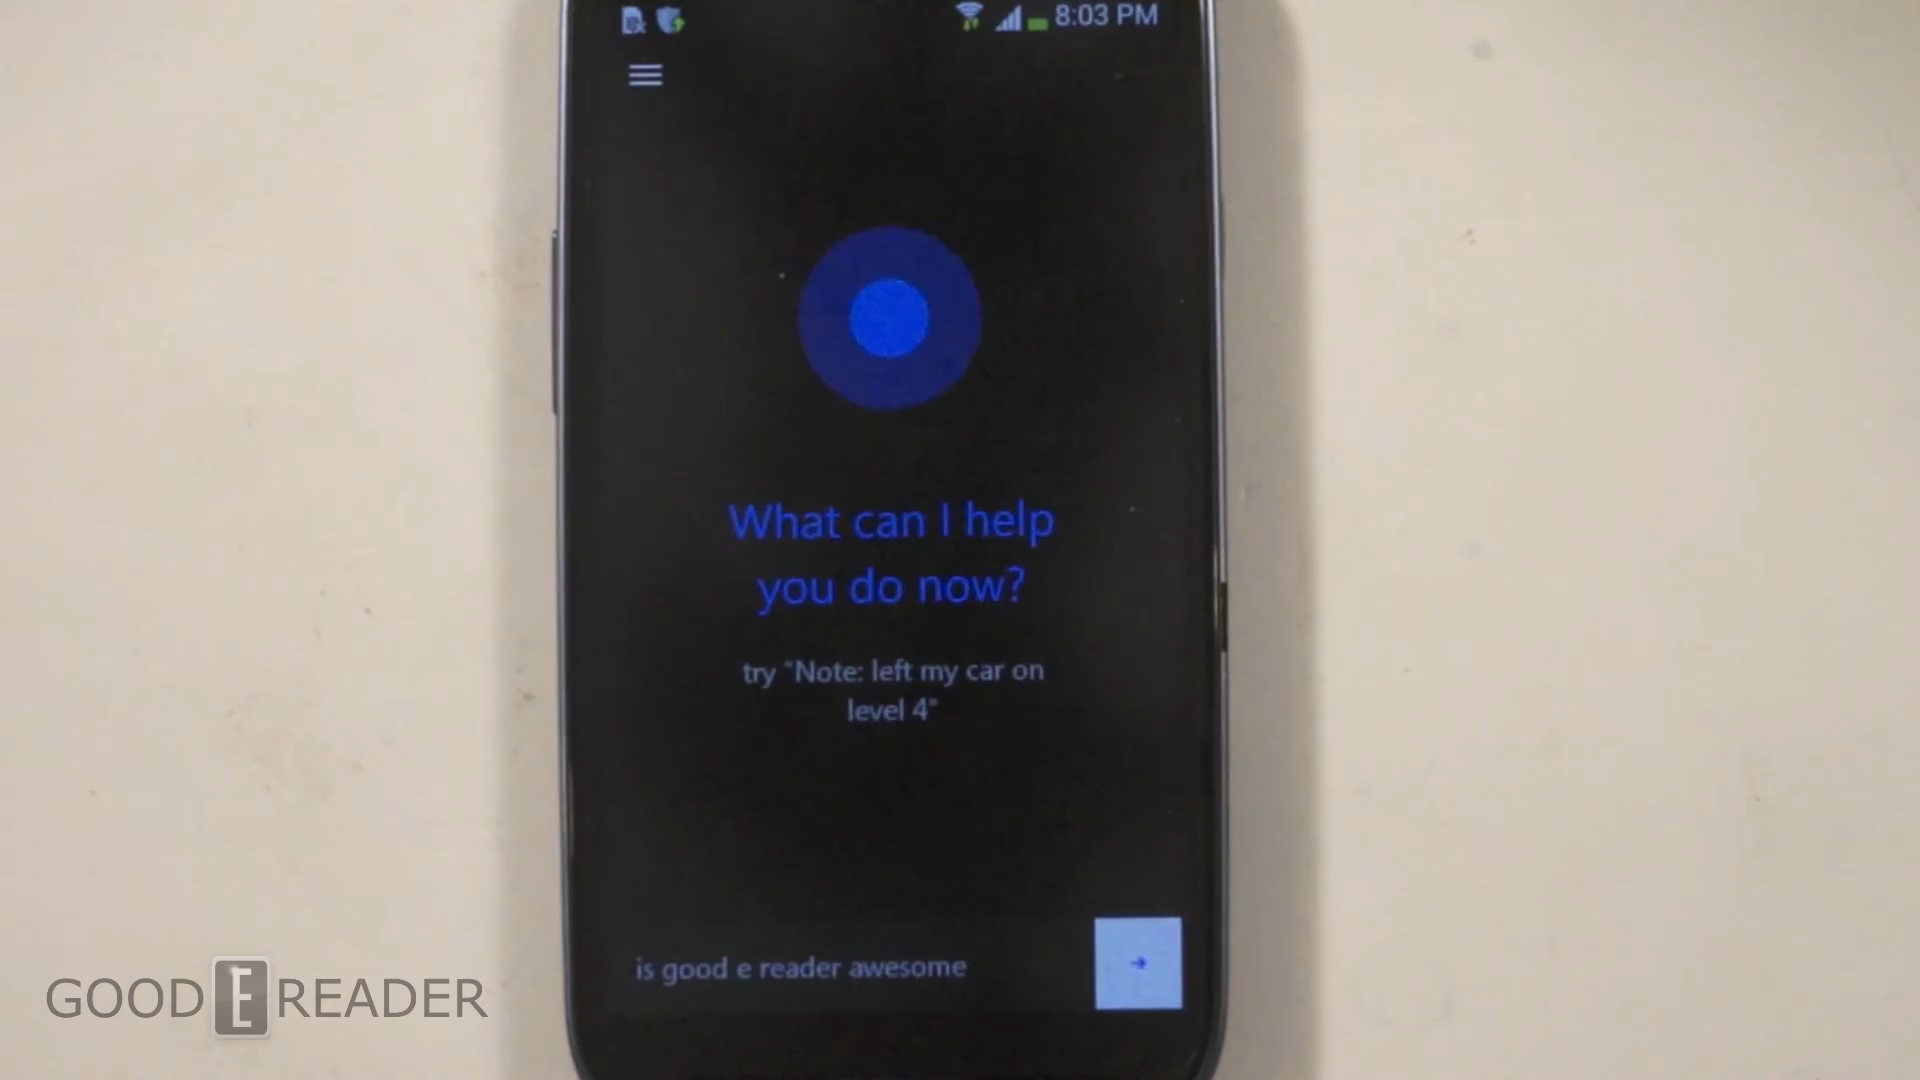 8:03 PM
What can I help
you do now?
try "Note: left my car on
level 4"
is good e reader awesome
GOOD E READER